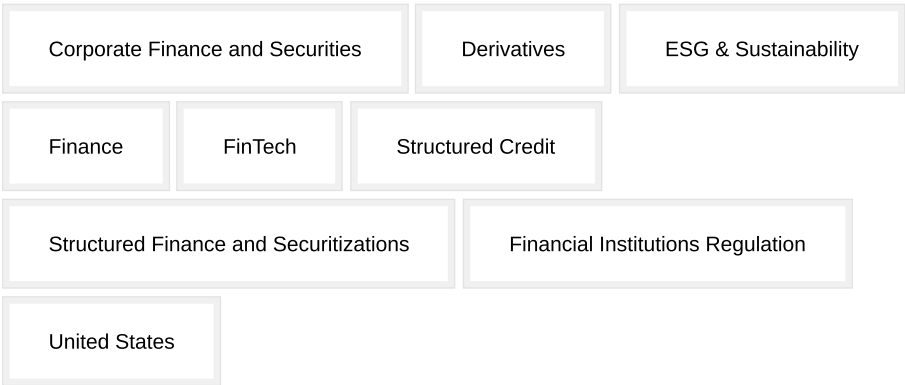 Corporate Finance and Securities
Derivatives
ESG & Sustainability
Finance
FinTech
Structured Credit
Structured Finance and Securitizations
Financial Institutions Regulation
United States